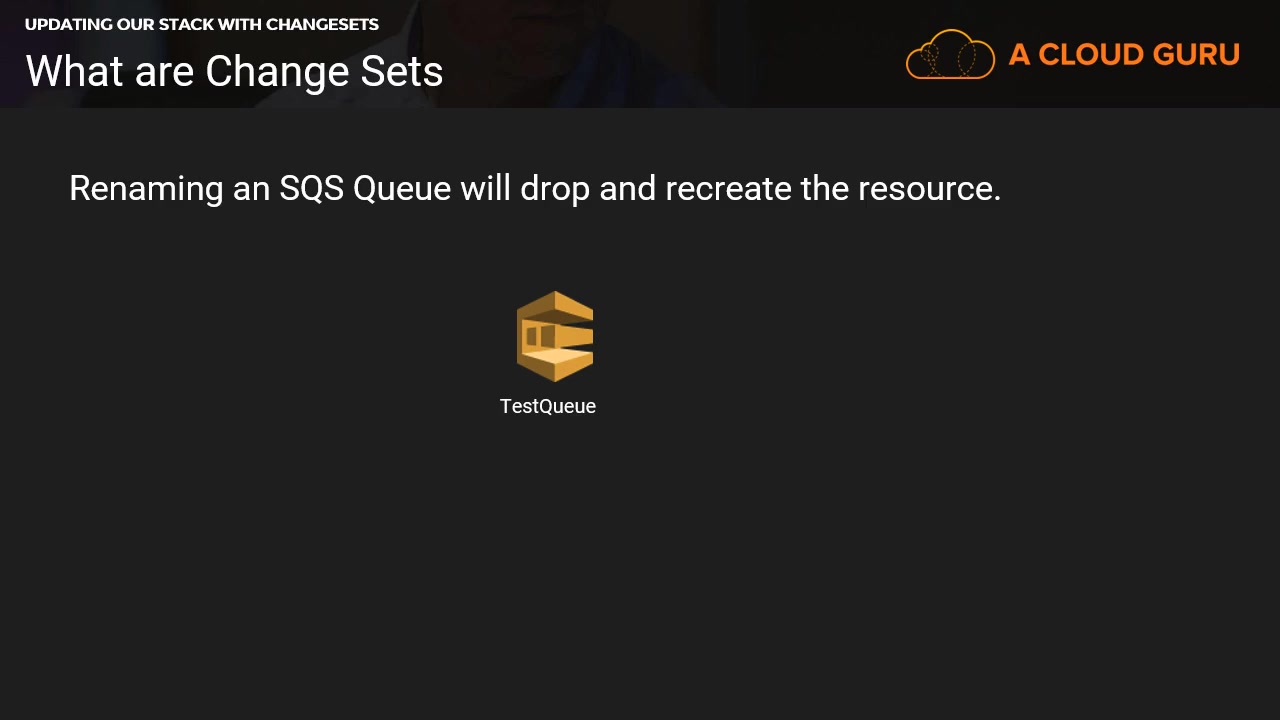 UPDATING OUR STACK WITH CHANGESETS
What are Change Sets
A CLOUD GURU
Renaming an SQS Queue will drop and recreate the resource.
TestQueue